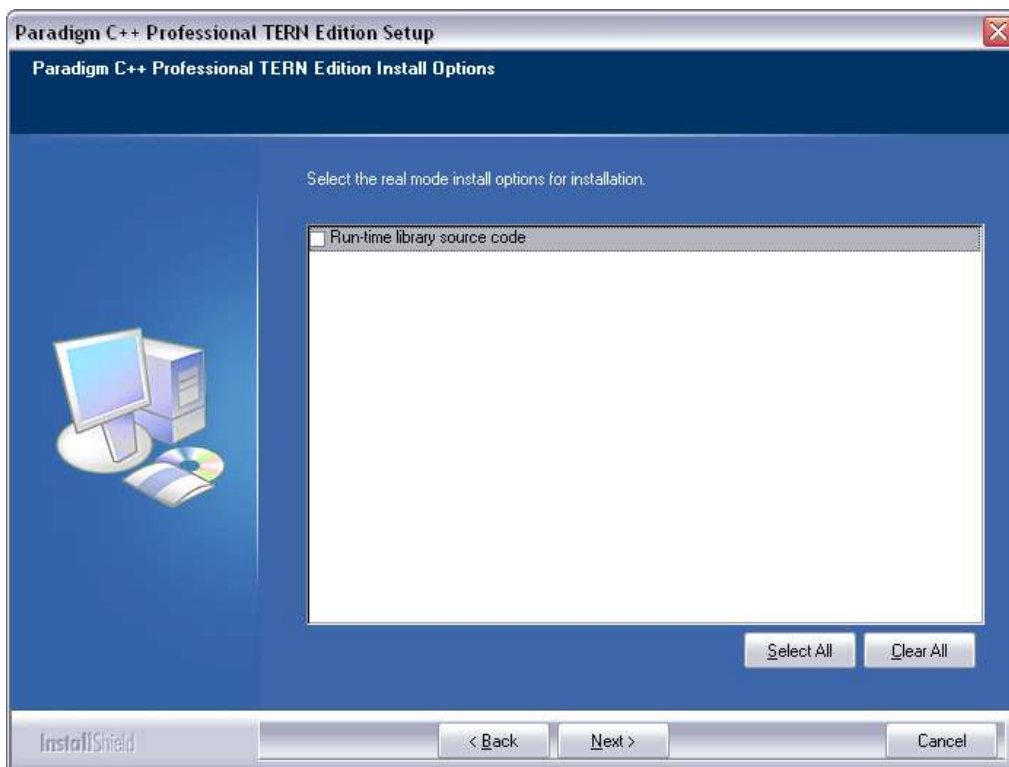 Paradigm C++ Professional TERN Edition Setup
Paradigm C++ Professional TERN Edition Install Options
Select the real mode install options for installation.
Run-time library source code
Select All
Clear All
InstallShield
< Back
Next >
Cancel